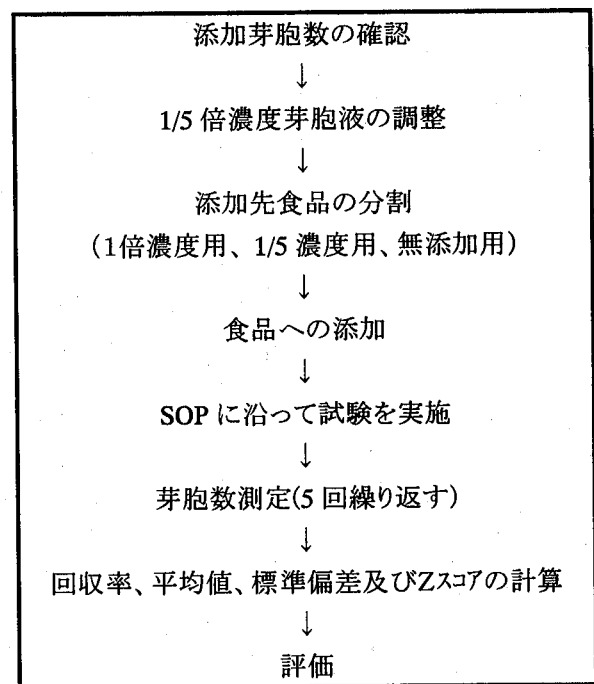 添加芽胞数の確認
↓
1/5 倍濃度芽胞液の調整
↓
添加先食品の分割
（1倍濃度用、1/5 濃度用、無添加用）
↓
食品への添加
↓
SOP に沿って試験を実施
↓
芽胞数測定(5 回繰り返す)
↓
回収率、平均値、標準偏差及びZスコアの計算
↓
評価